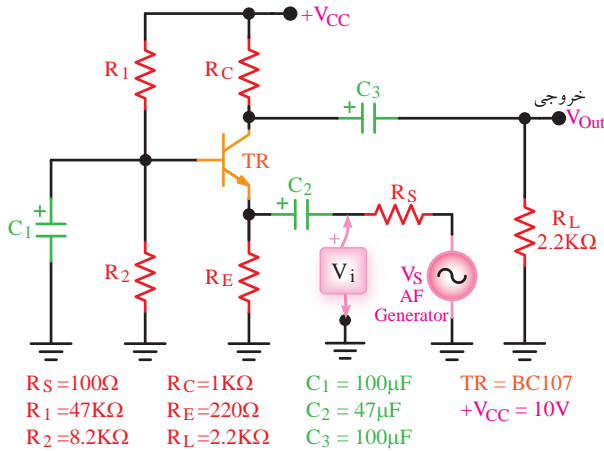 +VCC
R1
RC
C3
خروجی
VOut
TR
C1
C2
RS
RL
2.2KΩ
R2
RE
Vi
VS
AF
Generator
RS=100Ω
R1=47KΩ
R2=8.2KΩ
RC=1KΩ
RE=220Ω
RL=2.2KΩ
C1 = 100μF
C2 = 47μF
C3 = 100μF
TR = BC107
+VCC = 10V